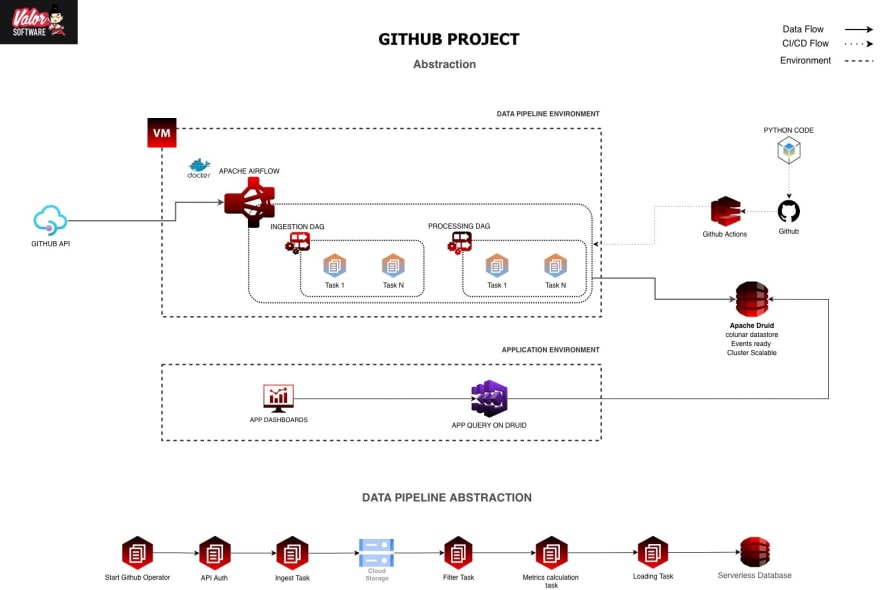 Valor
SOFTWARE
GITHUB PROJECT
Abstraction
Data Flow
CI/CD Flow
Environment
DATA PIPELINE ENVIRONMENT
VM
docker
APACHE AIRFLOW
PYTHON CODE
GITHUB API
INGESTION DAG
PROCESSING DAG
Task 1
Task N
Task 1
Task N
Github Actions
Github
Apache Druid
colunar datastore
Events ready
Cluster Scalable
APPLICATION ENVIRONMENT
APP DASHBOARDS
APP QUERY ON DRUID
DATA PIPELINE ABSTRACTION
Start Github Operator
API Auth
Ingest Task
Cloud
Storage
Filter Task
Metrics calculation
task
Loading Task
Serverless Database